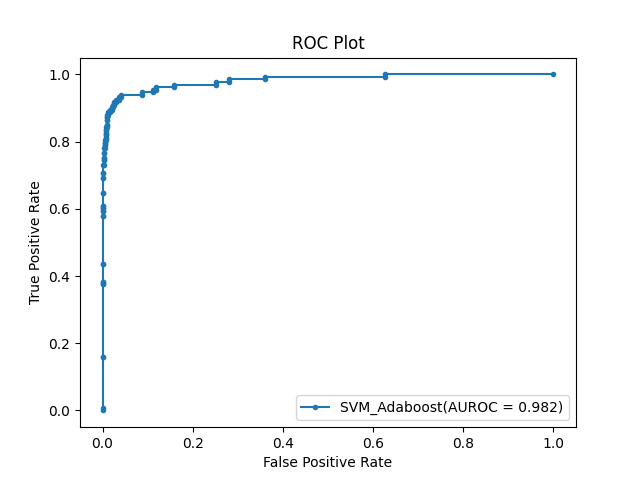 ROC Plot
True Positive Rate
1.0
0.8
0.6
0.4
0.2
0.0
SVM_Adaboost(AUROC = 0.982)
0.0 0.2 0.4 0.6 0.8 1.0
False Positive Rate